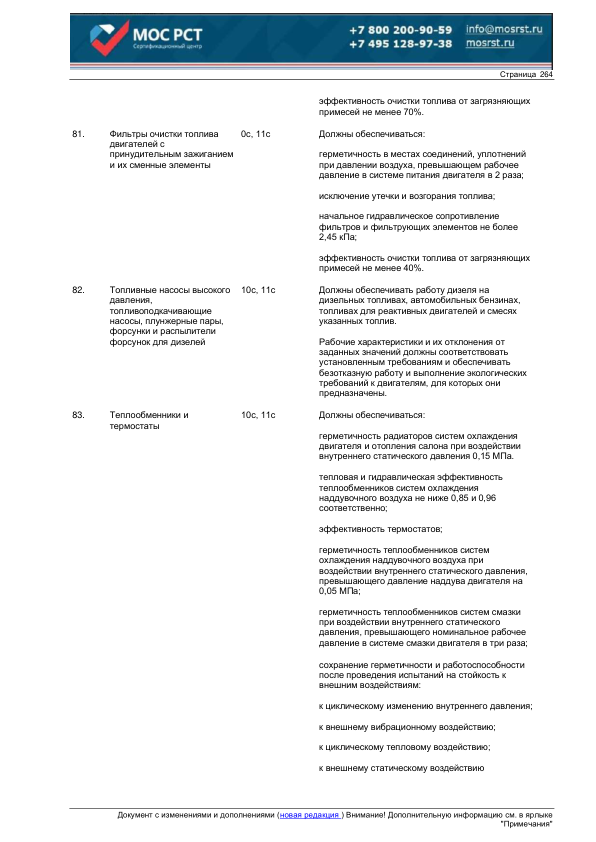 МОС РСТ
Сертификационный центр
+7 800 200-90-59
info@mosrst.ru
+7 495 128-97-38
mosrst.ru
Страница 264
эффективность очистки топлива от загрязняющих
примесей не менее 70%.
81. Фильтры очистки топлива 0с, 11с Должны обеспечиваться:
двигателей с
принудительным зажиганием
и их сменные элементы
герметичность в местах соединений, уплотнений
при давлении воздуха, превышающем рабочее
давление в системе питания двигателя в 2 раза;
исключение утечки и возгорания топлива;
начальное гидравлическое сопротивление
фильтров и фильтрующих элементов не более
2,45 кПа;
эффективность очистки топлива от загрязняющих
примесей не менее 40%.
82. Топливные насосы высокого 10с, 11с Должны обеспечивать работу дизеля на
давления,
топливоподкачивающие
насосы, плунжерные пары,
форсунки и распылители
форсунок для дизелей
дизельных топливах, автомобильных бензинах,
топливах для реактивных двигателей и смесях
указанных топлив.
Рабочие характеристики и их отклонения от
заданных значений должны соответствовать
установленным требованиям и обеспечивать
безотказную работу и выполнение экологических
требований к двигателям, для которых они
предназначены.
83. Теплообменники и 10с, 11с Должны обеспечиваться:
термостаты
герметичность радиаторов систем охлаждения
двигателя и отопления салона при воздействии
внутреннего статического давления 0,15 МПа.
тепловая и гидравлическая эффективность
теплообменников систем охлаждения
наддувочного воздуха не ниже 0,85 и 0,96
соответственно;
эффективность термостатов;
герметичность теплообменников систем
охлаждения наддувочного воздуха при
воздействии внутреннего статического давления,
превышающего давление наддува двигателя на
0,05 МПа;
герметичность теплообменников систем смазки
при воздействии внутреннего статического
давления, превышающего номинальное рабочее
давление в системе смазки двигателя в три раза;
сохранение герметичности и работоспособности
после проведения испытаний на стойкость к
внешним воздействиям:
к циклическому изменению внутреннего давления;
к внешнему вибрационному воздействию;
к циклическому тепловому воздействию;
к внешнему статическому воздействию
Документ с изменениями и дополнениями (новая редакция ) Внимание! Дополнительную информацию см. в ярлыке
"Примечания"